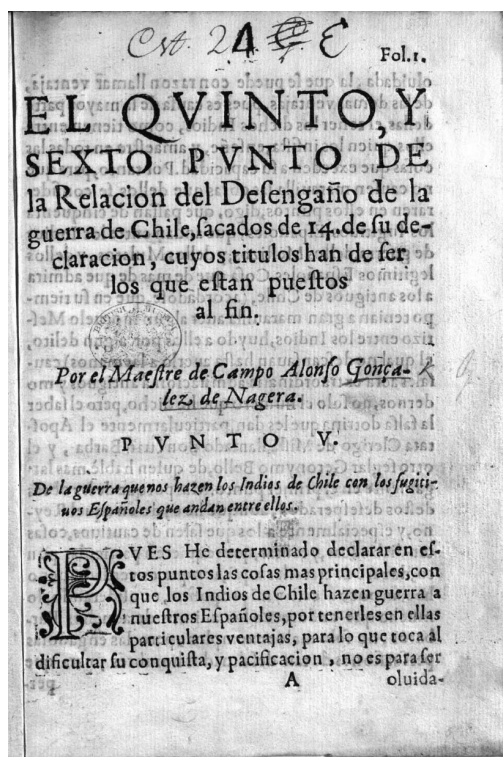 Cst. 24 E
Fol.1.
EL QVINTO, Y
SEXTO PVNTO DE
la Relacion del Deſengaño de la
guerra de Chile, ſacados de 14. de ſu de-
claracion, cuyos titulos han de ſer
los que eſtan pueſtos
al fin.
Por el Maeſtre de Campo Alonſo Gonça-
lez de Nagera.
PVNTO V.
De la guerra que nos hazen los Indios de Chile con los fugiti-
uos Eſpañoles que andan entre ellos.
PVES He determinado declarar en eſ-
tos puntos las coſas mas principales, con
que los Indios de Chile hazen guerra a
nueſtros Eſpañoles, por tenerles en ellas
particulares ventajas, para lo que toca al
dificultar ſu conquiſta, y pacificacion, no es para ſer
A oluida-